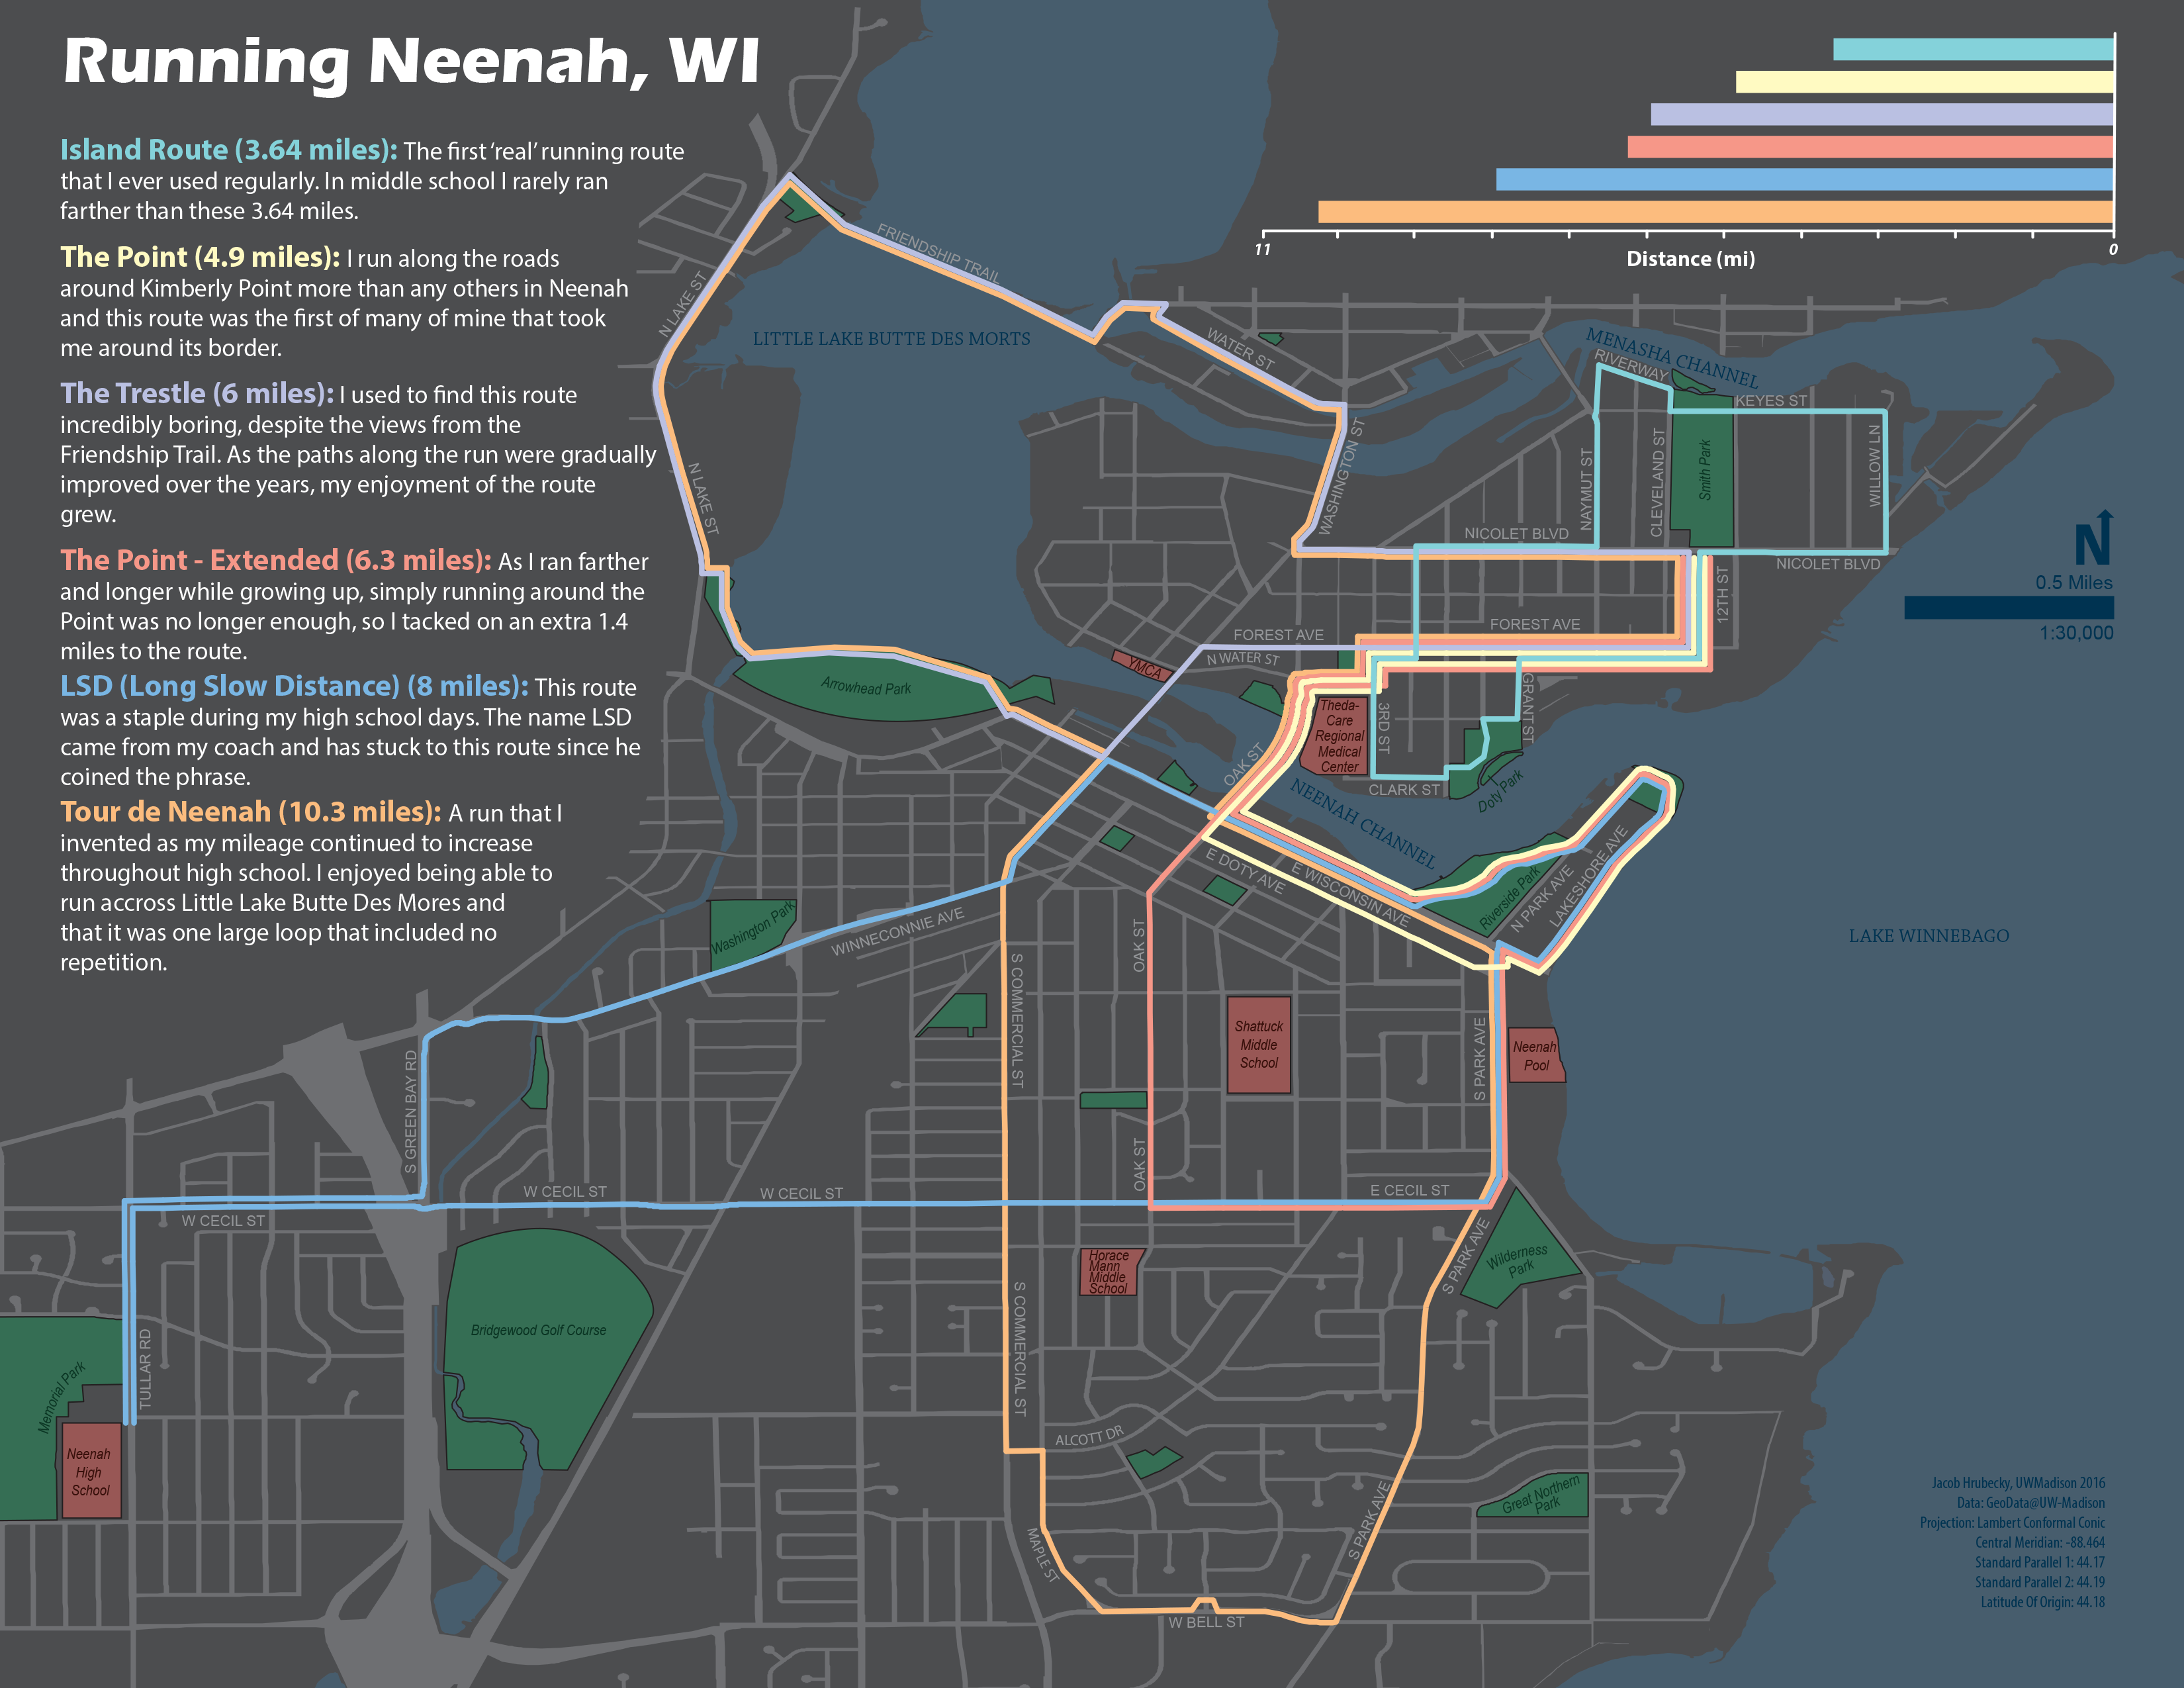 Running Neenah, WI
Island Route (3.64 miles): The first ‘real’ running route
that I ever used regularly. In middle school I rarely ran
farther than these 3.64 miles.
The Point (4.9 miles): I run along the roads
around Kimberly Point more than any others in Neenah
and this route was the first of many of mine that took
me around its border.
The Trestle (6 miles): I used to find this route
incredibly boring, despite the views from the
Friendship Trail. As the paths along the run were gradually
improved over the years, my enjoyment of the route
grew.
The Point - Extended (6.3 miles): As I ran farther
and longer while growing up, simply running around the
Point was no longer enough, so I tacked on an extra 1.4
miles to the route.
LSD (Long Slow Distance) (8 miles): This route
was a staple during my high school days. The name LSD
came from my coach and has stuck to this route since he
coined the phrase.
Tour de Neenah (10.3 miles): A run that I
invented as my mileage continued to increase
throughout high school. I enjoyed being able to
run accross Little Lake Butte Des Mores and
that it was one large loop that included no
repetition.
11
0
Distance (mi)
FRIENDSHIP TRAIL
N LAKE ST
LITTLE LAKE BUTTE DES MORTS
WATER ST
MENASHA CHANNEL
RIVERWAY
KEYES ST
WASHINGTON ST
NAYMUT ST
CLEVELAND ST
Smith Park
WILLOW LN
N LAKE ST
NICOLET BLVD
NICOLET BLVD
N
0.5 Miles
1:30,000
12TH ST
FOREST AVE
FOREST AVE
N WATER ST
YMCA
Arrowhead Park
Theda-
Care
Regional
Medical
Center
3RD ST
GRANT ST
OAK ST
CLARK ST
Doty Park
NEENAH CHANNEL
E DOTY AVE
E WISCONSIN AVE
Riverside Park
N PARK AVE
LAKESHORE AVE
LAKE WINNEBAGO
Washington Park
WINNECONNIE AVE
OAK ST
S COMMERCIAL ST
Shattuck
Middle
School
S PARK AVE
Neenah
Pool
S GREEN BAY RD
OAK ST
W CECIL ST
W CECIL ST
W CECIL ST
E CECIL ST
Horace
Mann
Middle
School
S PARK AVE
Wilderness
Park
Bridgewood Golf Course
S COMMERCIAL ST
TULLAR RD
Memorial Park
Neenah
High
School
ALCOTT DR
MAPLE ST
S PARK AVE
Great Northern
Park
W BELL ST
Jacob Hrubecky, UWMadison 2016
Data: GeoData@UW-Madison
Projection: Lambert Conformal Conic
Central Meridian: -88.464
Standard Parallel 1: 44.17
Standard Parallel 2: 44.19
Latitude Of Origin: 44.18